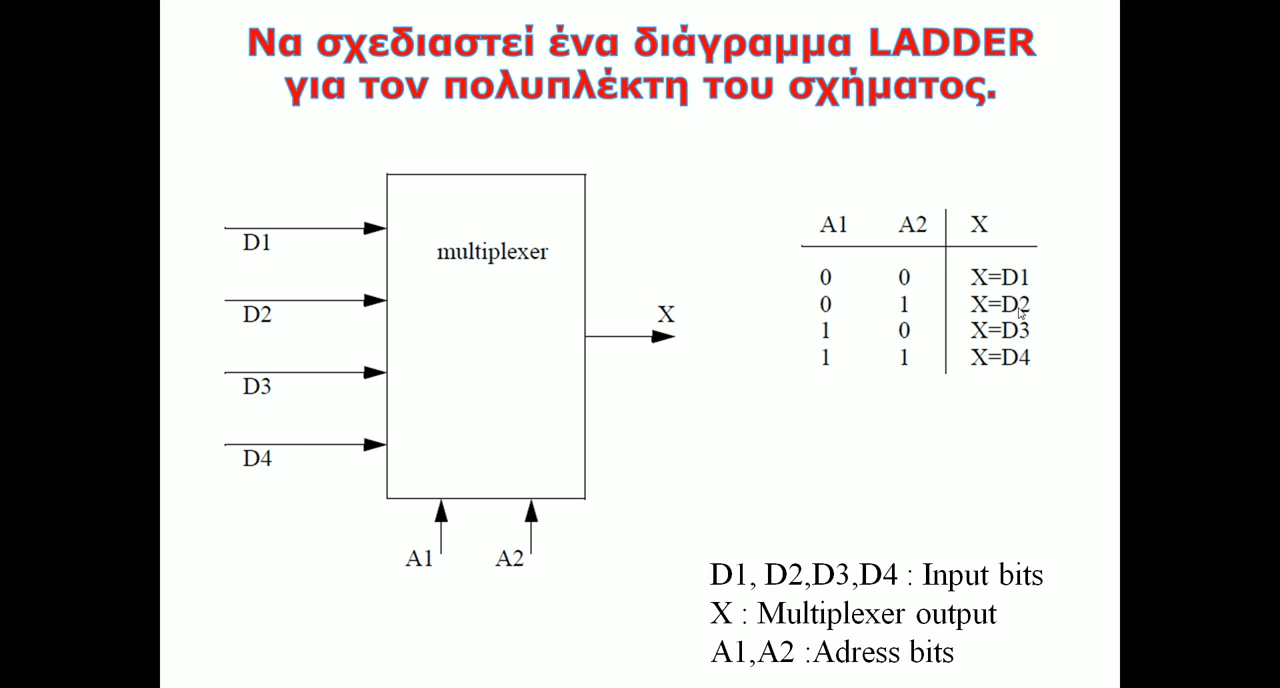 Να σχεδιαστεί ένα διάγραμμα LADDER
για τον πολυπλέκτη του σχήματος.
D1
D2
D3
D4
multiplexer
X
A1
A2
A1 A2 X
0 0 X=D1
0 1 X=D2
1 0 X=D3
1 1 X=D4
D1, D2,D3,D4 : Input bits
X : Multiplexer output
A1,A2 :Adress bits